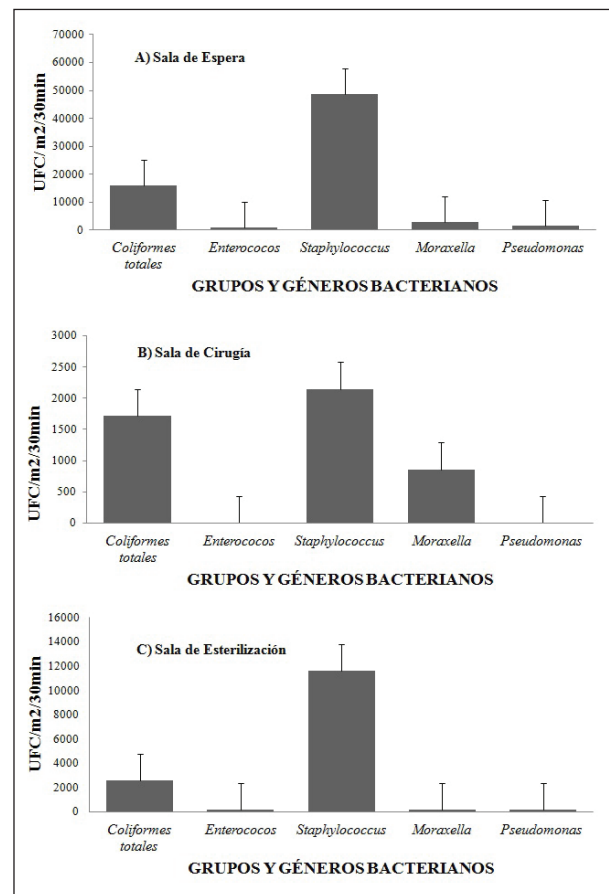 A) Sala de Espera
UFC/ m2/30min
70000
60000
50000
40000
30000
20000
10000
0
Coliformes totales
Enterococos
Staphylococcus
Moraxella
Pseudomonas
GRUPOS Y GÉNEROS BACTERIANOS
B) Sala de Cirugía
UFC/m2/30min
3000
2500
2000
1500
1000
500
0
Coliformes totales
Enterococos
Staphylococcus
Moraxella
Pseudomonas
GRUPOS Y GÉNEROS BACTERIANOS
C) Sala de Esterilización
UFC/m2/30min
16000
14000
12000
10000
8000
6000
4000
2000
0
Coliformes totales
Enterococos
Staphylococcus
Moraxella
Pseudomonas
GRUPOS Y GÉNEROS BACTERIANOS